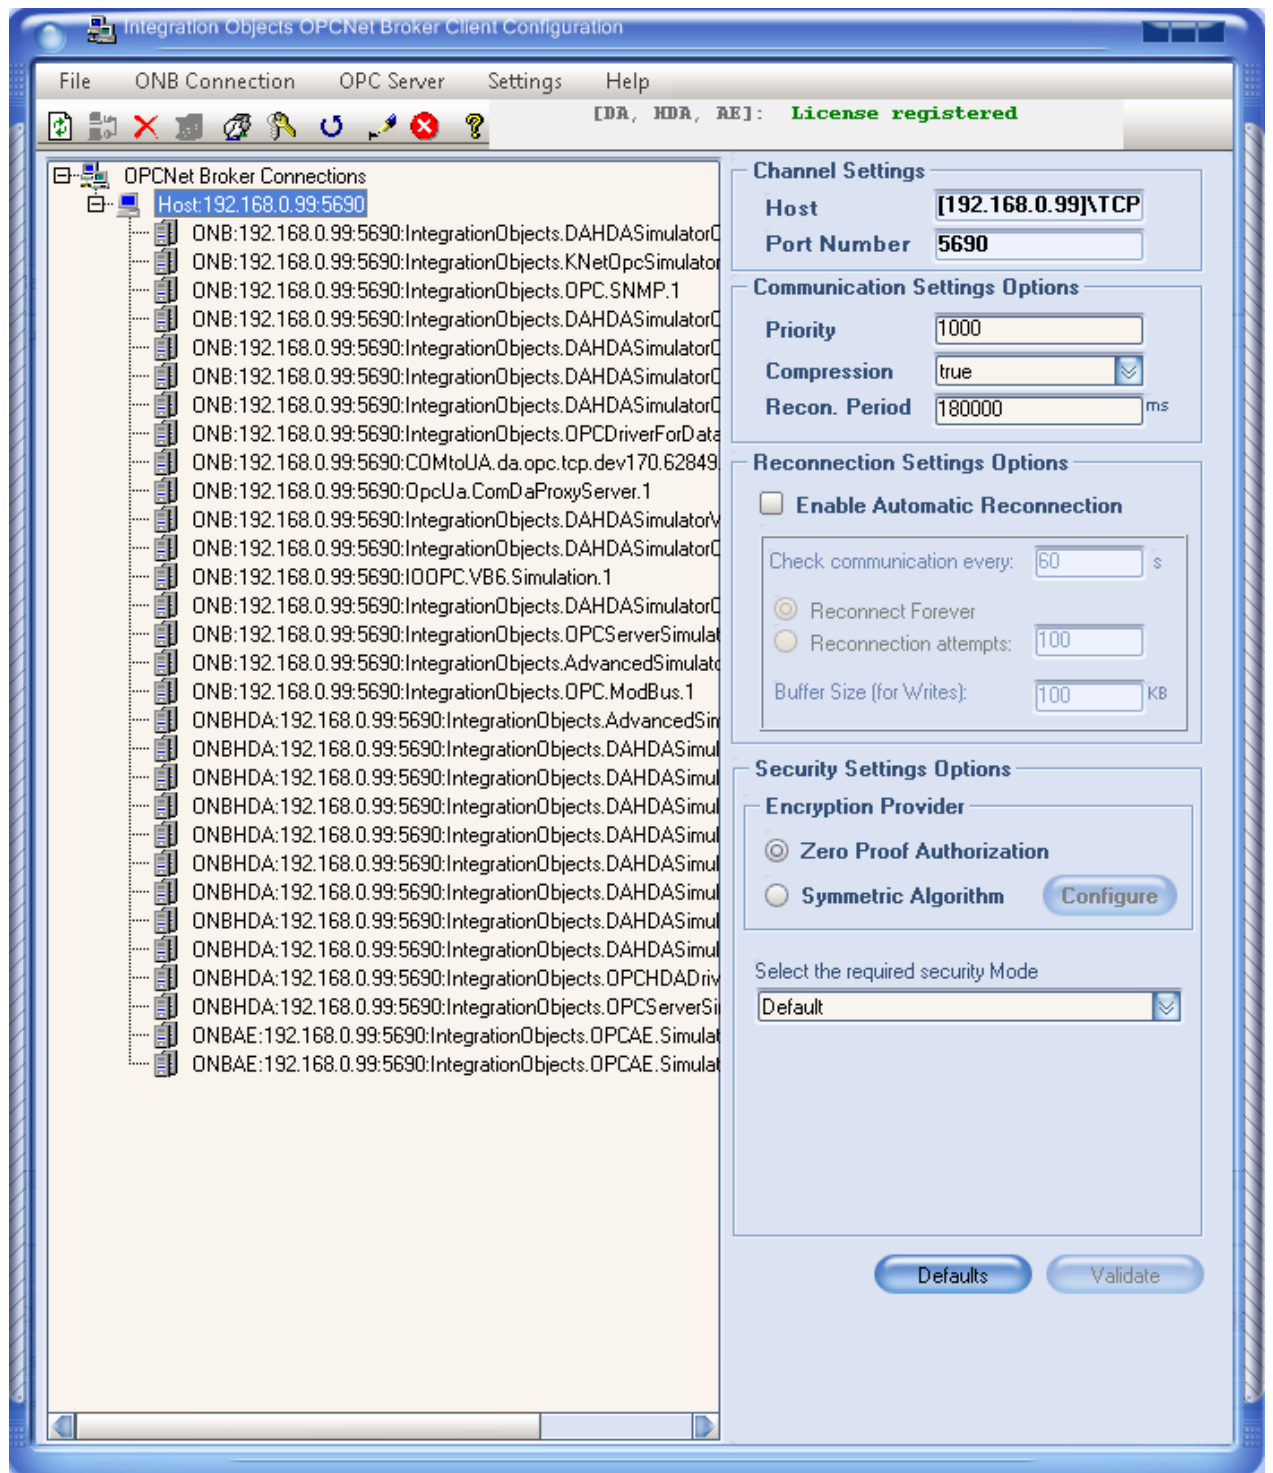 Integration Objects OPCNet Broker Client Configuration
File ONB Connection OPC Server Settings Help
[DA, HDA, AE]: License registered
OPCNet Broker Connections
Host:192.168.0.99:5690
ONB:192.168.0.99:5690:IntegrationObjects.DAHDASimulator
ONB:192.168.0.99:5690:IntegrationObjects.KNetOpcSimulator
ONB:192.168.0.99:5690:IntegrationObjects.OPC.SNMP.1
ONB:192.168.0.99:5690:IntegrationObjects.DAHDASimulator
ONB:192.168.0.99:5690:IntegrationObjects.DAHDASimulator
ONB:192.168.0.99:5690:IntegrationObjects.DAHDASimulator
ONB:192.168.0.99:5690:IntegrationObjects.DAHDASimulator
ONB:192.168.0.99:5690:IntegrationObjects.OPCDriverForData
ONB:192.168.0.99:5690:COMtoUA.da.opc.tcp.dev170.62849.
ONB:192.168.0.99:5690:OpcUa.ComDaProxyServer.1
ONB:192.168.0.99:5690:IntegrationObjects.DAHDASimulatorV
ONB:192.168.0.99:5690:IntegrationObjects.DAHDASimulator
ONB:192.168.0.99:5690:IOOPC.VB6.Simulation.1
ONB:192.168.0.99:5690:IntegrationObjects.DAHDASimulator
ONB:192.168.0.99:5690:IntegrationObjects.OPCServerSimulat
ONB:192.168.0.99:5690:IntegrationObjects.AdvancedSimulato
ONB:192.168.0.99:5690:IntegrationObjects.OPC.ModBus.1
ONBHDA:192.168.0.99:5690:IntegrationObjects.AdvancedSim
ONBHDA:192.168.0.99:5690:IntegrationObjects.DAHDASimul
ONBHDA:192.168.0.99:5690:IntegrationObjects.DAHDASimul
ONBHDA:192.168.0.99:5690:IntegrationObjects.DAHDASimul
ONBHDA:192.168.0.99:5690:IntegrationObjects.DAHDASimul
ONBHDA:192.168.0.99:5690:IntegrationObjects.DAHDASimul
ONBHDA:192.168.0.99:5690:IntegrationObjects.DAHDASimul
ONBHDA:192.168.0.99:5690:IntegrationObjects.DAHDASimul
ONBHDA:192.168.0.99:5690:IntegrationObjects.DAHDASimul
ONBHDA:192.168.0.99:5690:IntegrationObjects.OPCHDADriv
ONBHDA:192.168.0.99:5690:IntegrationObjects.OPCServerSi
ONBAE:192.168.0.99:5690:IntegrationObjects.OPCAE.Simulat
ONBAE:192.168.0.99:5690:IntegrationObjects.OPCAE.Simulat
Channel Settings
Host [192.168.0.99]\TCP
Port Number 5690
Communication Settings Options
Priority 1000
Compression true
Recon. Period 180000 ms
Reconnection Settings Options
Enable Automatic Reconnection
Check communication every: 60 s
Reconnect Forever
Reconnection attempts: 100
Buffer Size (for Writes): 100 KB
Security Settings Options
Encryption Provider
Zero Proof Authorization
Symmetric Algorithm Configure
Select the required security Mode
Default
Defaults Validate